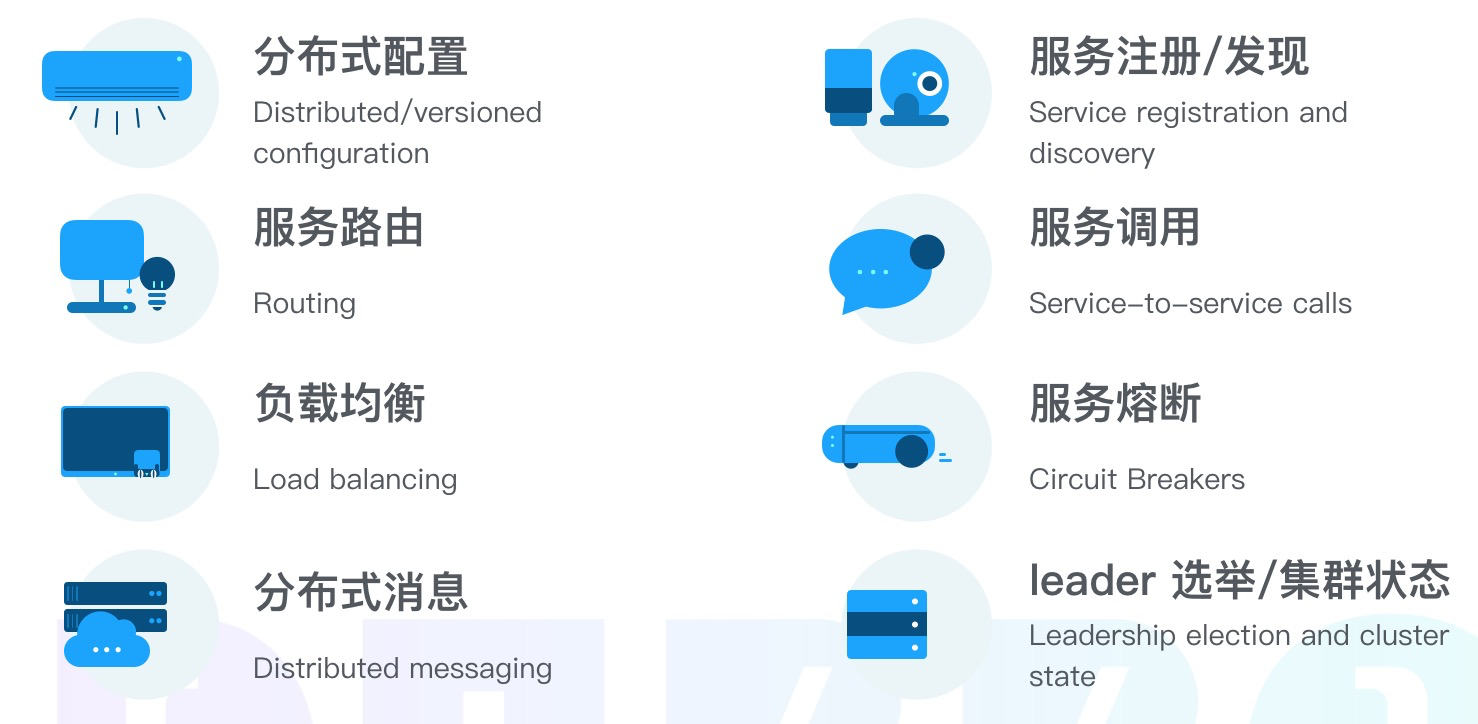 分布式配置
Distributed/versioned
configuration
服务注册/发现
Service registration and
discovery
服务路由
Routing
服务调用
Service-to-service calls
负载均衡
Load balancing
服务熔断
Circuit Breakers
分布式消息
Distributed messaging
leader 选举/集群状态
Leadership election and cluster
state